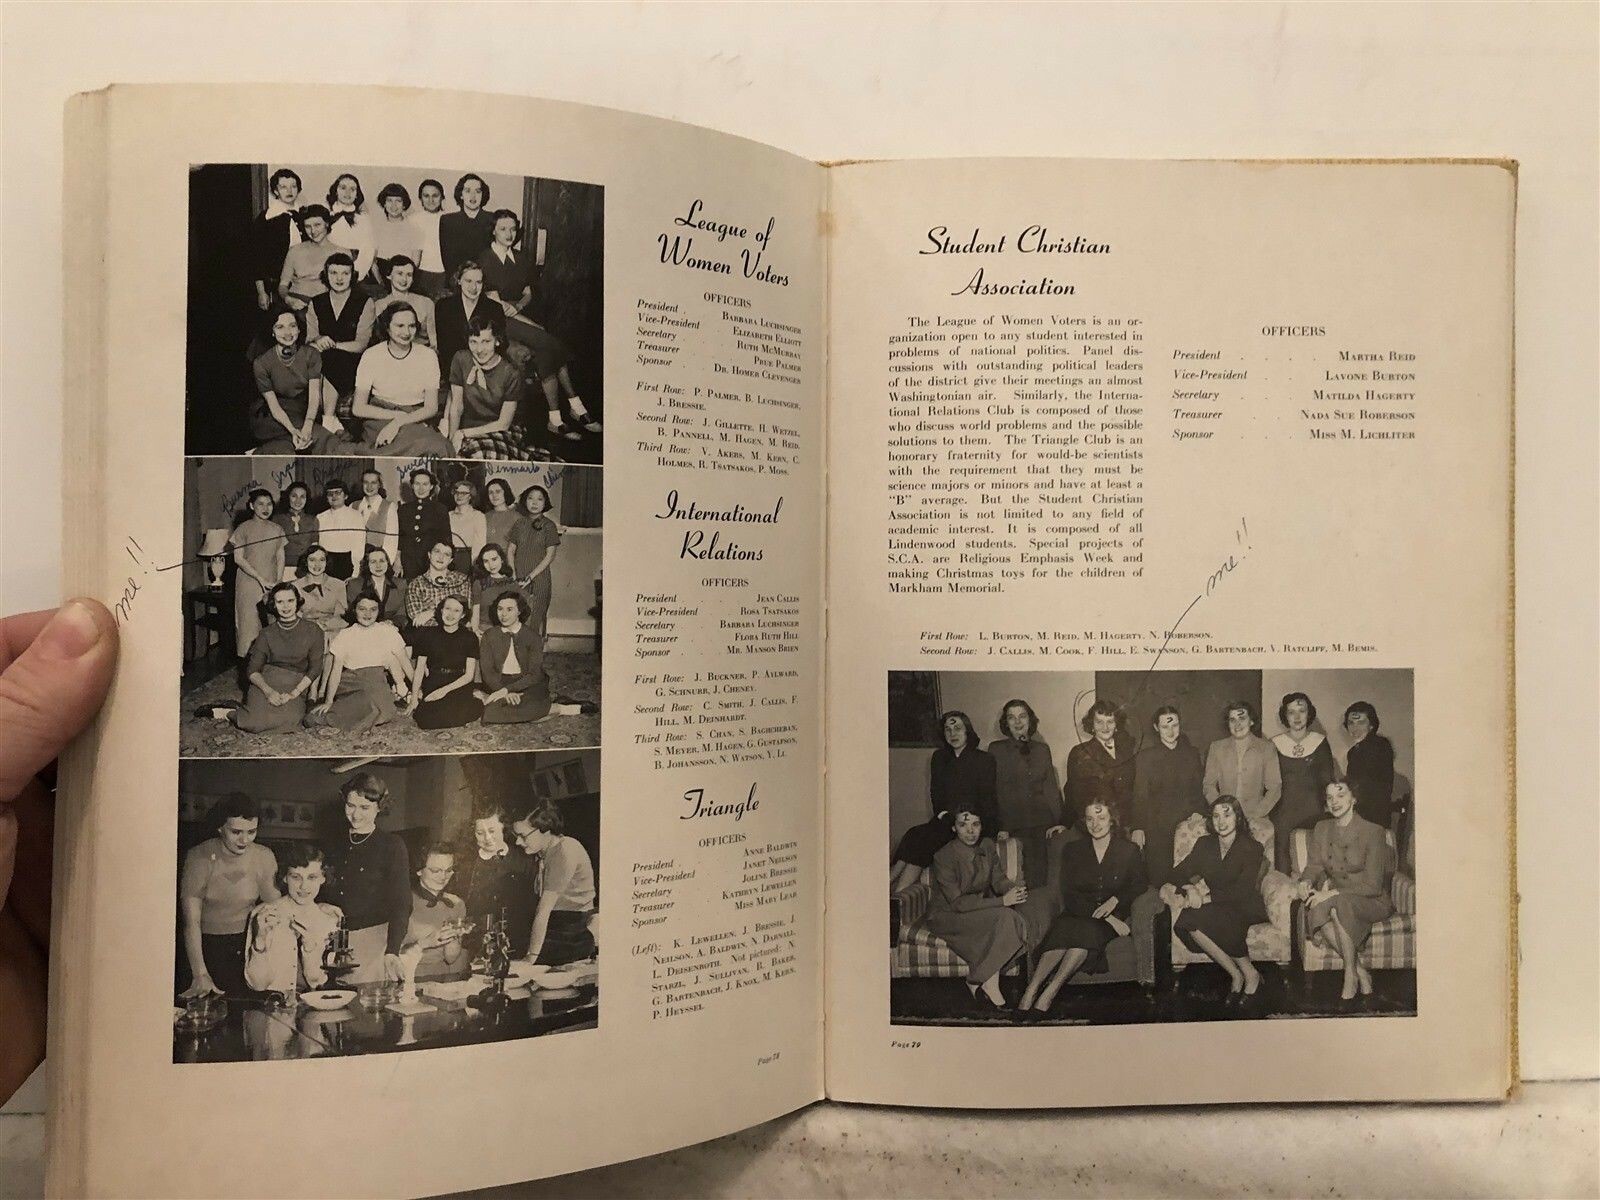 League of
Women Voters
OFFICERS
President . . Barbara Luchsinger
Vice-President . Elizabeth Elliott
Secretary . . Ruth McMurray
Treasurer . . Prue Palmer
Sponsor . Dr. Homer Clevenger
First Row: P. Palmer, B. Luchsinger,
J. Bressie.
Second Row: J. Gillette, H. Wetzel,
B. Pannell, M. Hagen, M. Reid.
Third Row: V. Akers, M. Kern, C.
Holmes, R. Tsatsakos, P. Moss.
Burma Iran France Sweden Denmark China
me!!
Germany
International
Relations
OFFICERS
President . . . Jean Callis
Vice-President . Rosa Tsatsakos
Secretary . . Barbara Luchsinger
Treasurer . . Flora Ruth Hill
Sponsor . . Mr. Manson Brien
First Row: J. Buckner, P. Aylward,
G. Schnurr, J. Cheney.
Second Row: C. Smith, J. Callis, F.
Hill, M. Deinhardt.
Third Row: S. Chan, S. Baghcheban,
S. Meyer, M. Hagen, G. Gustafson,
B. Johansson, N. Watson, Y. Li.
Triangle
OFFICERS
President . . Anne Baldwin
Vice-President . Janet Neilson
Secretary . . Joline Bressie
Treasurer . Kathryn Lewellen
Sponsor . . Miss Mary Lear
(Left): K. Lewellen, J. Bressie, J.
Neilson, A. Baldwin, N. Darnall,
L. Deisenroth. Not pictured: N.
Starzl, J. Sullivan, B. Baker,
G. Bartenbach, J. Knox, M. Kern,
P. Heyssel.
Page 78
Student Christian
Association
The League of Women Voters is an or-
ganization open to any student interested in
problems of national politics. Panel dis-
cussions with outstanding political leaders
of the district give their meetings an almost
Washingtonian air. Similarly, the Interna-
tional Relations Club is composed of those
who discuss world problems and the possible
solutions to them. The Triangle Club is an
honorary fraternity for would-be scientists
with the requirement that they must be
science majors or minors and have at least a
"B" average. But the Student Christian
Association is not limited to any field of
academic interest. It is composed of all
Lindenwood students. Special projects of
S.C.A. are Religious Emphasis Week and
making Christmas toys for the children of
Markham Memorial.
OFFICERS
President . . . . Martha Reid
Vice-President . . Lavone Burton
Secretary . . . Matilda Hagerty
Treasurer . . Nada Sue Roberson
Sponsor . . . Miss M. Lichliter
me!!
First Row: L. Burton, M. Reid, M. Hagerty, N. Roberson.
Second Row: J. Callis, M. Cook, F. Hill, E. Swanson, G. Bartenbach, V. Ratcliff, M. Bemis.
Page 79